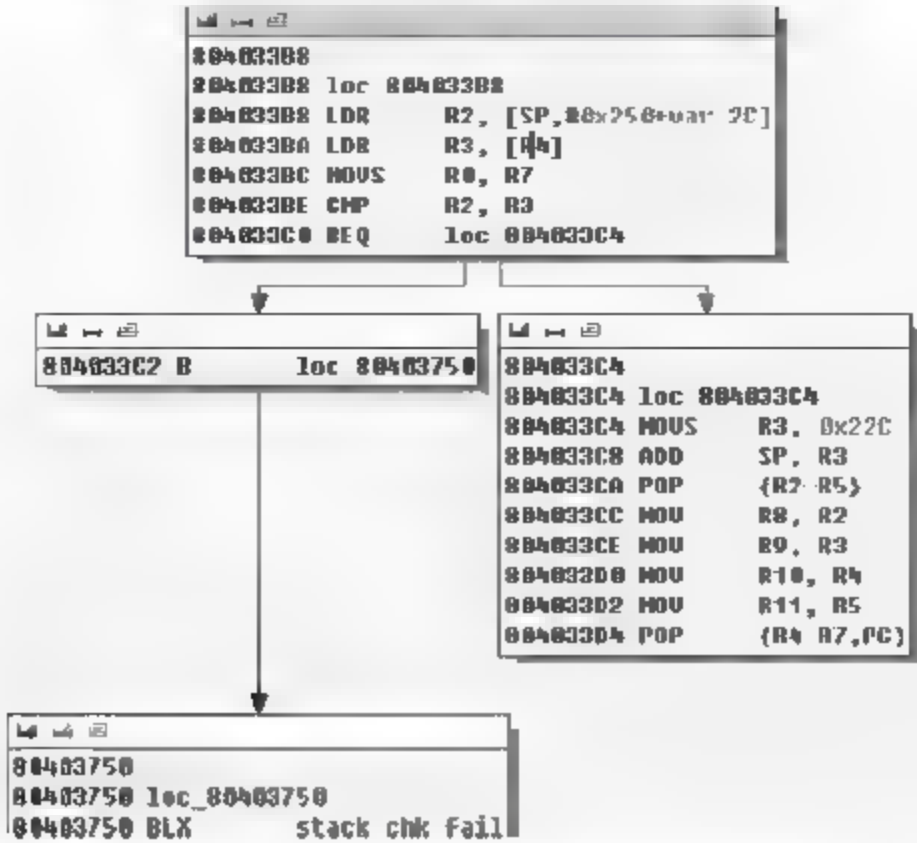 804033B8
804033B8 loc 804033B8
804033B8 LDR R2, [SP,#0x258+var 2C]
804033BA LDR R3, [R4]
804033BC MOVS R0, R7
804033BE CMP R2, R3
804033C0 BEQ loc 804033C4
804033C2 B loc 80403750
804033C4
804033C4 loc 804033C4
804033C4 MOVS R3, 0x22C
804033C8 ADD SP, R3
804033CA POP {R2-R5}
804033CC MOV R8, R2
804033CE MOV R9, R3
804033D0 MOV R10, R4
804033D2 MOV R11, R5
804033D4 POP {R4 R7,PC}
80403750
80403750 loc_80403750
80403750 BLX stack chk fail